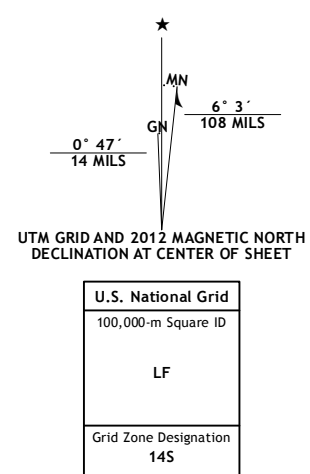 ★
MN
GN
6° 3´
108 MILS
0° 47´
14 MILS
UTM GRID AND 2012 MAGNETIC NORTH
DECLINATION AT CENTER OF SHEET
U.S. National Grid
100,000-m Square ID
LF
Grid Zone Designation
14S